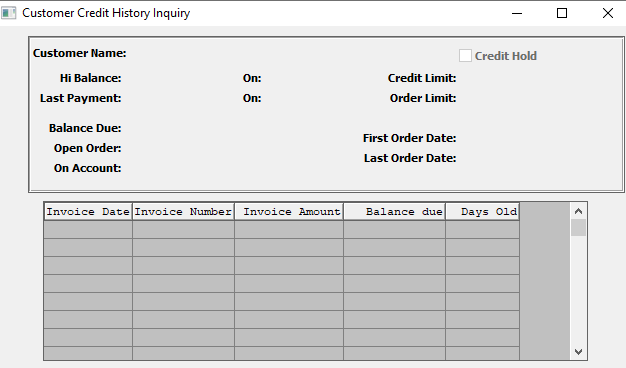 Customer Credit History Inquiry
Customer Name:
Credit Hold
Hi Balance: On: Credit Limit:
Last Payment: On: Order Limit:
Balance Due:
First Order Date:
Open Order:
Last Order Date:
On Account:
Invoice Date Invoice Number Invoice Amount Balance due Days Old